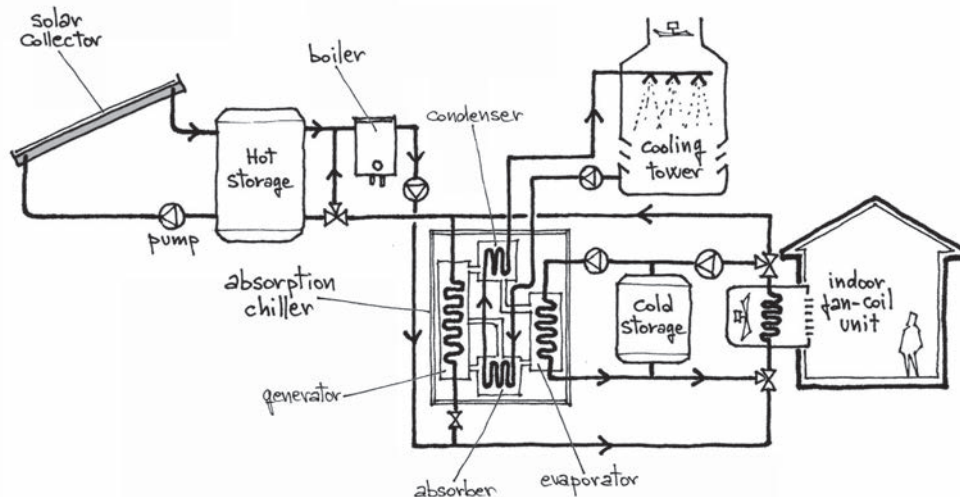 solar
collector
boiler
condenser
cooling
tower
Hot
storage
pump
absorption
chiller
Cold
storage
indoor
fan-coil
unit
generator
absorber
evaporator